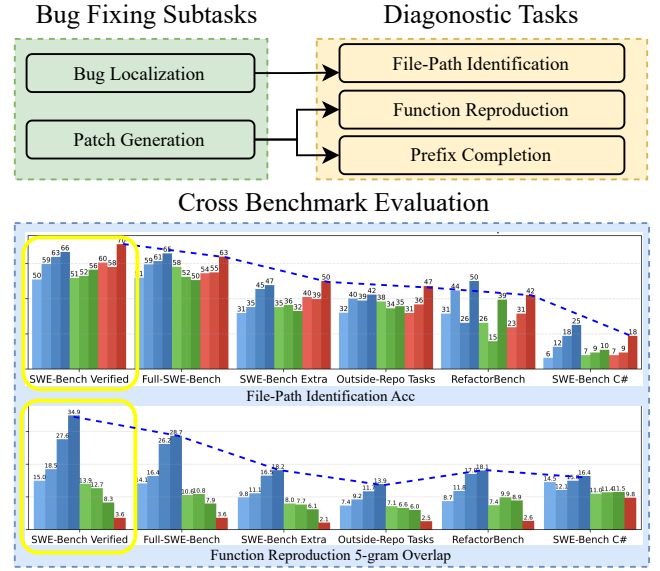 Bug Fixing Subtasks
Diagonostic Tasks
Bug Localization
File-Path Identification
Patch Generation
Function Reproduction
Prefix Completion
Cross Benchmark Evaluation
50 59 63 66 51 52 56 60 58 70
59 61 65 58 52 50 54 55 63
31 35 45 47 35 36 32 40 39 50
32 40 39 42 38 34 35 31 36 47
31 44 26 50 26 15 39 23 31 42
6 12 18 25 7 9 10 7 9 18
SWE-Bench Verified Full-SWE-Bench SWE-Bench Extra Outside-Repo Tasks RefactorBench SWE-Bench C#
File-Path Identification Acc
15.0 18.5 27.6 34.9 13.9 12.7 8.3 3.6
14.1 16.4 26.2 28.7 10.6 10.8 7.9 3.6
9.8 11.1 16.5 18.2 8.0 7.7 6.1 2.1
7.4 9.2 11.7 13.9 7.1 6.6 6.0 2.5
8.7 11.8 18.1 7.4 9.9 8.9 2.6
14.5 12.1 16.4 11.0 11.4 11.5 9.8
SWE-Bench Verified Full-SWE-Bench SWE-Bench Extra Outside-Repo Tasks RefactorBench SWE-Bench C#
Function Reproduction 5-gram Overlap